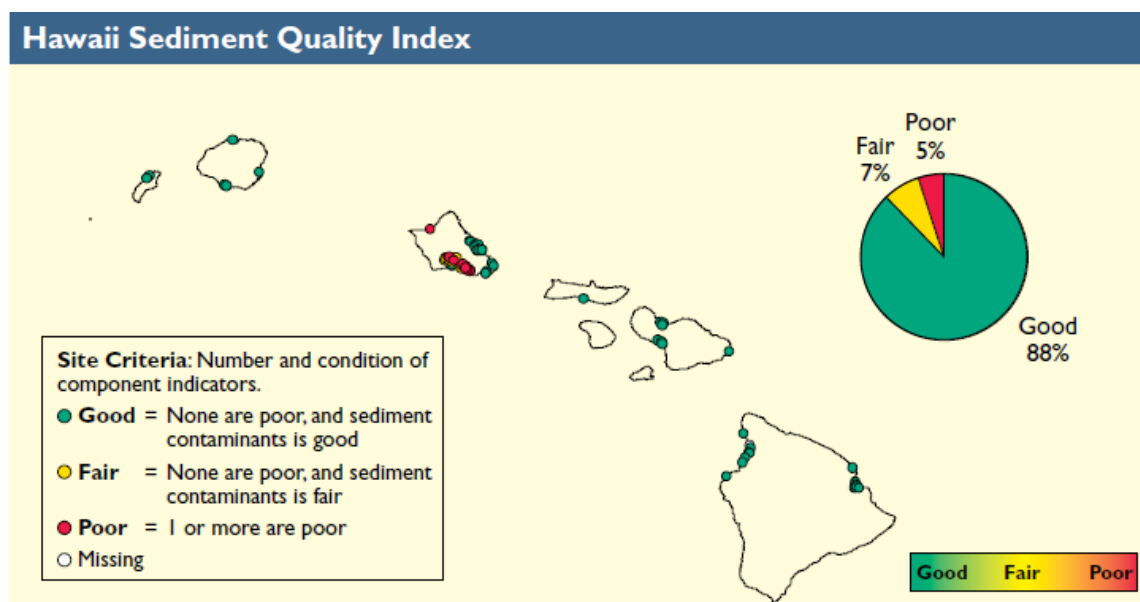 Hawaii Sediment Quality Index
Poor
5%
Fair
7%
Good
88%
Site Criteria: Number and condition of
component indicators.
Good = None are poor, and sediment
contaminants is good
Fair = None are poor, and sediment
contaminants is fair
Poor = 1 or more are poor
Missing
Good Fair Poor